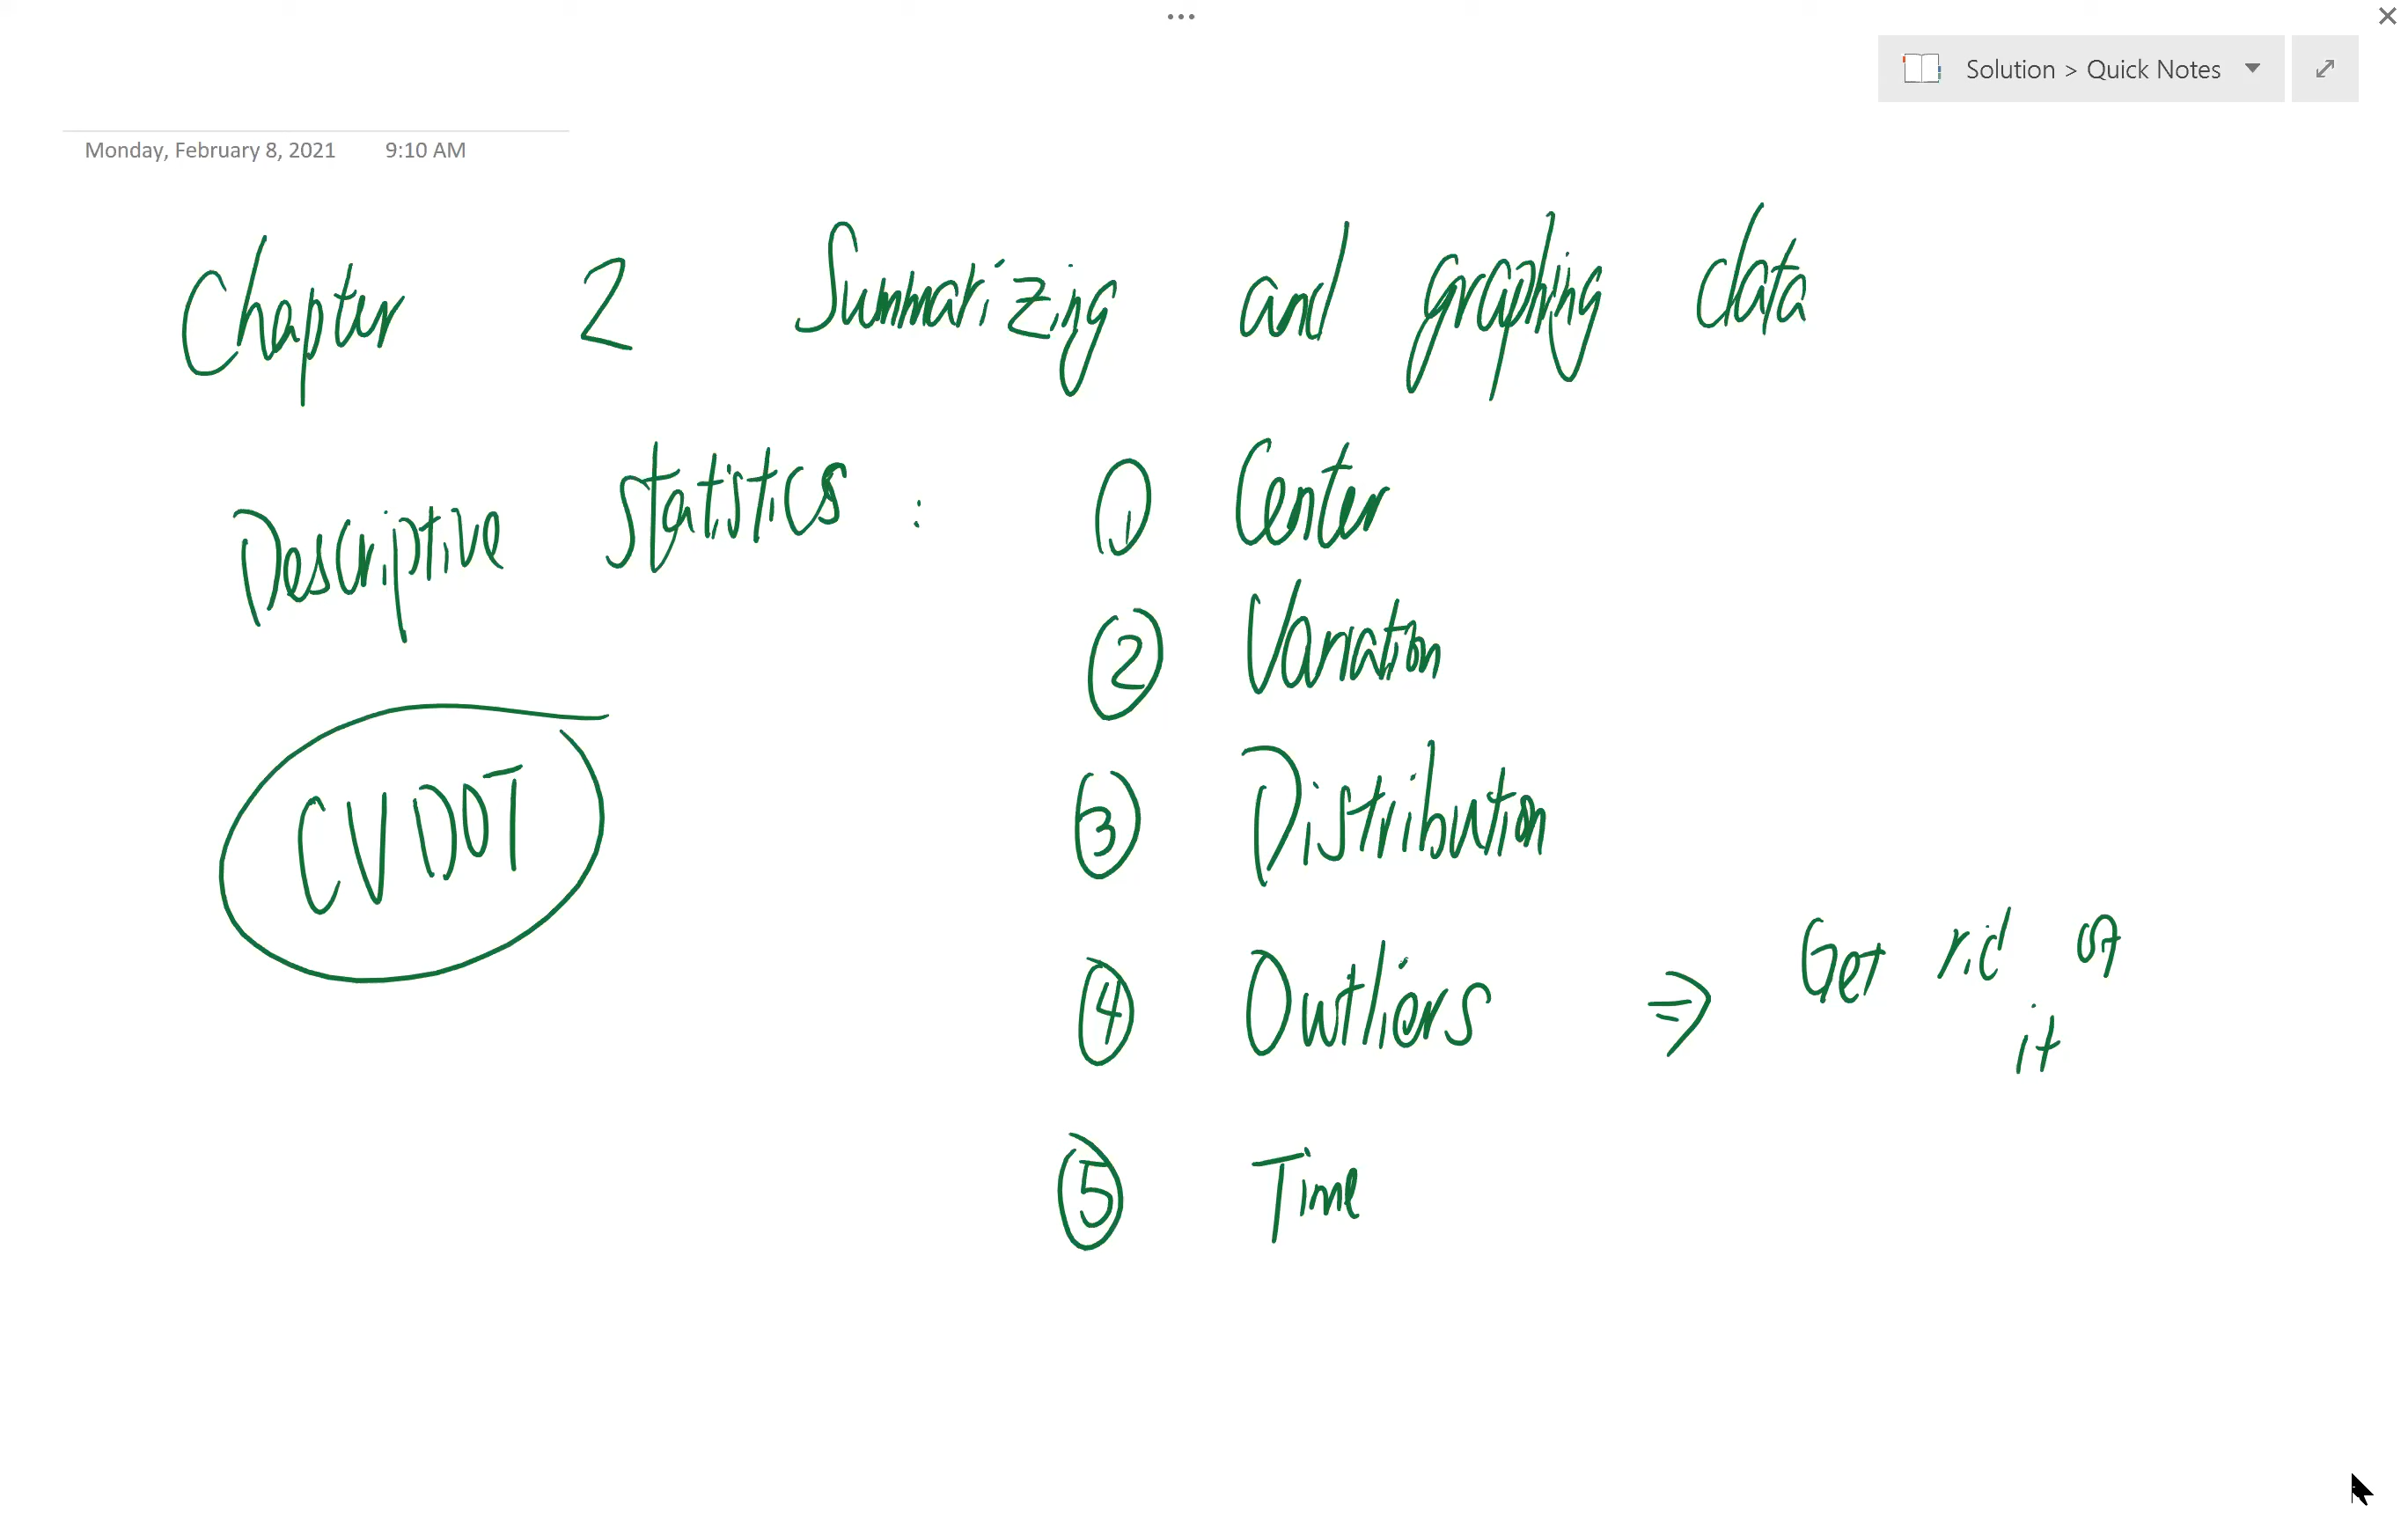 Solution > Quick Notes
Monday, February 8, 2021 9:10 AM
Chapter 2 Summarizing and graphing data
Descriptive Statitics : ① Center
② Variation
③ Distribution
CVDOT
④ Outliers ⇒ Get rid of
it
⑤ Time